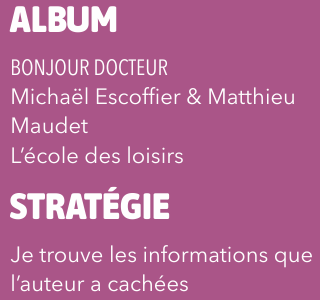 ALBUM
BONJOUR DOCTEUR
Michaël Escoffier & Matthieu
Maudet
L’école des loisirs
STRATÉGIE
Je trouve les informations que
l’auteur a cachées